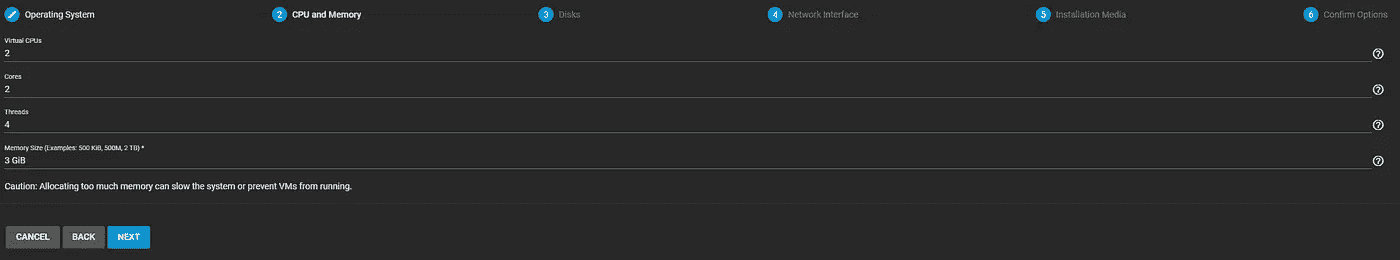 Operating System 2 CPU and Memory 3 Disks 4 Network Interface 5 Installation Media 6 Confirm Options
Virtual CPUs
2
Cores
2
Threads
4
Memory Size (Examples: 500 KiB, 500M, 2 TB) *
3 GiB
Caution: Allocating too much memory can slow the system or prevent VMs from running.
CANCEL BACK NEXT